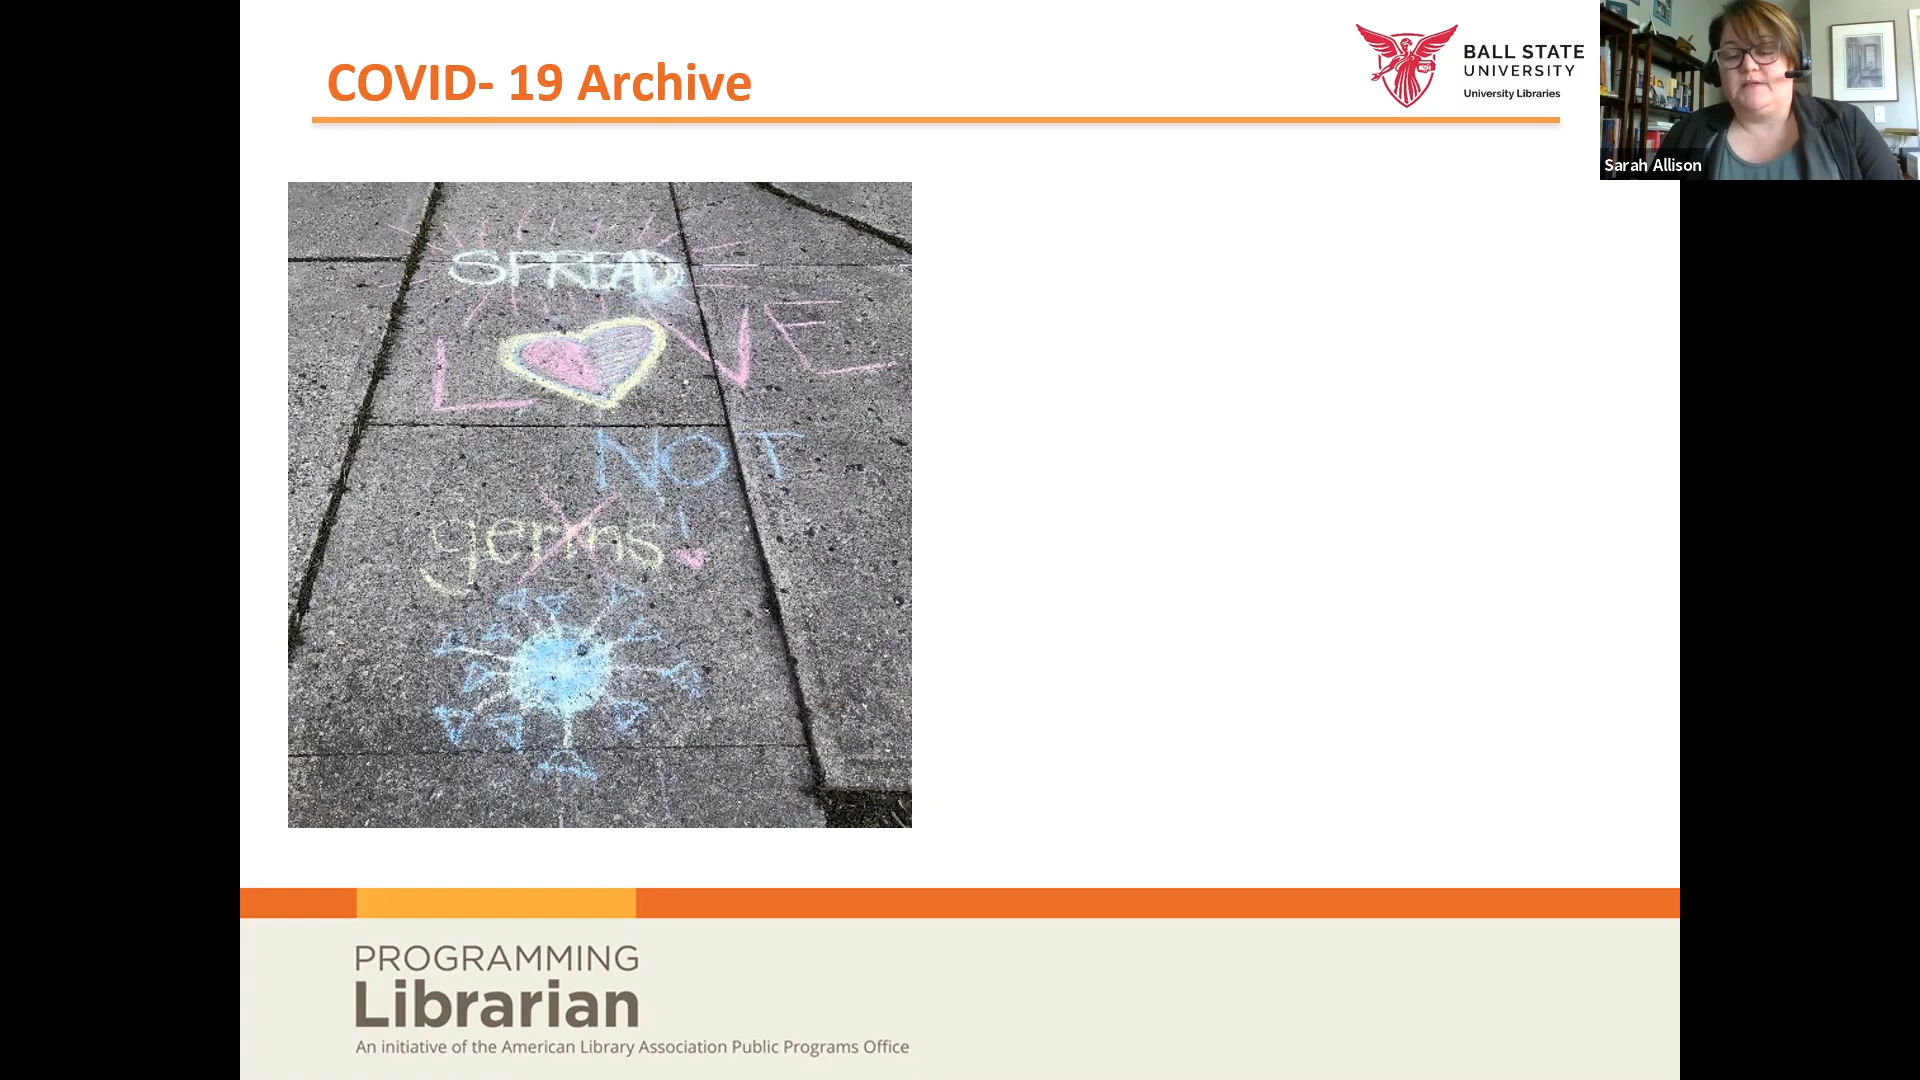 COVID- 19 Archive
BALL STATE
UNIVERSITY
University Libraries
Sarah Allison
SPREAD
LOVE
NOT
germs!
PROGRAMMING
Librarian
An initiative of the American Library Association Public Programs Office